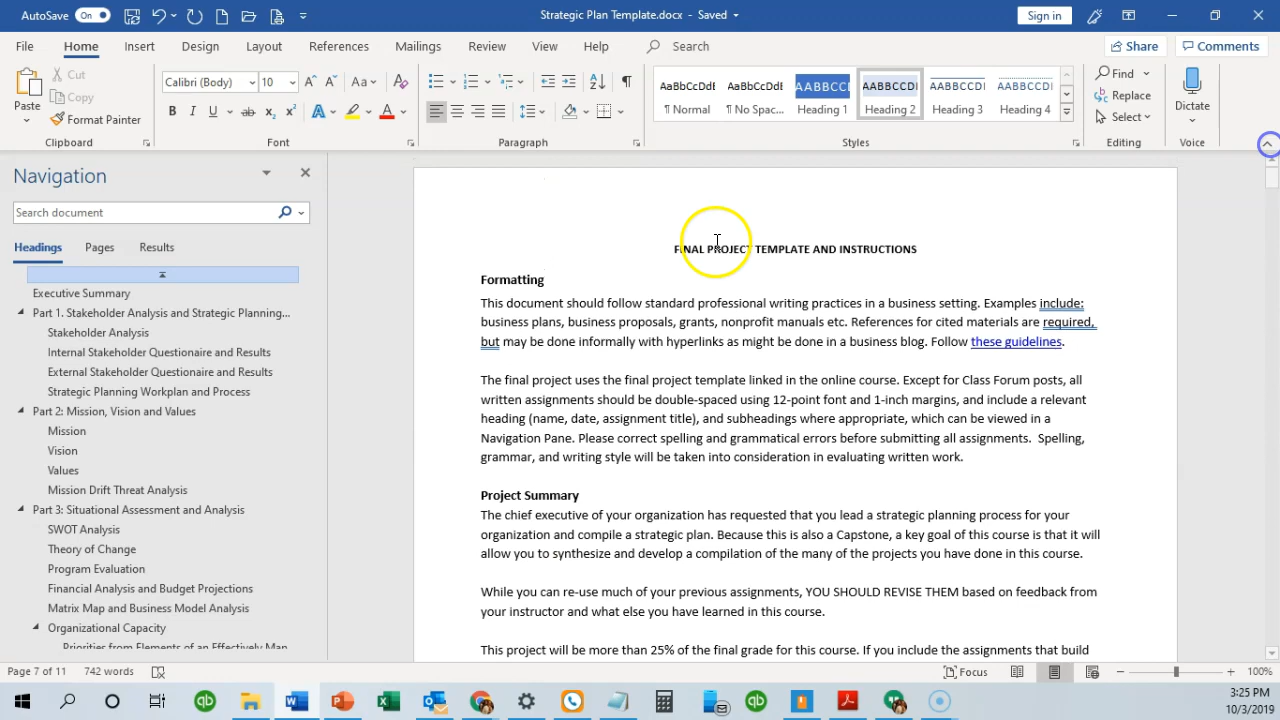 AutoSave On Strategic Plan Template.docx - Saved Sign in
File Home Insert Design Layout References Mailings Review View Help Search Share Comments
Paste Cut Copy Format Painter Calibri (Body) 10 AaBbCcDdE AaBbCcDdE AABBCC AABBCCDI AABBCCDI AABBCCDI Find Replace Select Dictate
¶ Normal ¶ No Spac... Heading 1 Heading 2 Heading 3 Heading 4
Clipboard Font Paragraph Styles Editing Voice
Navigation
Search document
Headings Pages Results
Executive Summary
Part 1. Stakeholder Analysis and Strategic Planning...
Stakeholder Analysis
Internal Stakeholder Questionaire and Results
External Stakeholder Questionaire and Results
Strategic Planning Workplan and Process
Part 2: Mission, Vision and Values
Mission
Vision
Values
Mission Drift Threat Analysis
Part 3: Situational Assessment and Analysis
SWOT Analysis
Theory of Change
Program Evaluation
Financial Analysis and Budget Projections
Matrix Map and Business Model Analysis
Organizational Capacity
Priorities from Elements of an Effectively Man
FINAL PROJECT TEMPLATE AND INSTRUCTIONS
Formatting
This document should follow standard professional writing practices in a business setting. Examples include:
business plans, business proposals, grants, nonprofit manuals etc. References for cited materials are required,
but may be done informally with hyperlinks as might be done in a business blog. Follow these guidelines.
The final project uses the final project template linked in the online course. Except for Class Forum posts, all
written assignments should be double-spaced using 12-point font and 1-inch margins, and include a relevant
heading (name, date, assignment title), and subheadings where appropriate, which can be viewed in a
Navigation Pane. Please correct spelling and grammatical errors before submitting all assignments. Spelling,
grammar, and writing style will be taken into consideration in evaluating written work.
Project Summary
The chief executive of your organization has requested that you lead a strategic planning process for your
organization and compile a strategic plan. Because this is also a Capstone, a key goal of this course is that it will
allow you to synthesize and develop a compilation of the many of the projects you have done in this course.
While you can re-use much of your previous assignments, YOU SHOULD REVISE THEM based on feedback from
your instructor and what else you have learned in this course.
This project will be more than 25% of the final grade for this course. If you include the assignments that build
Page 7 of 11 742 words Focus 100%
3:25 PM
10/3/2019